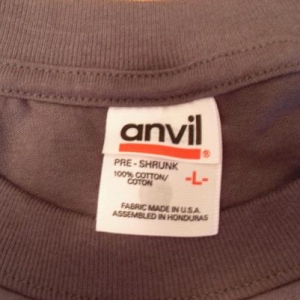 anvil
®
PRE-SHRUNK
100% COTTON/
COTON
-L-
FABRIC MADE IN U.S.A.
ASSEMBLED IN HONDURAS